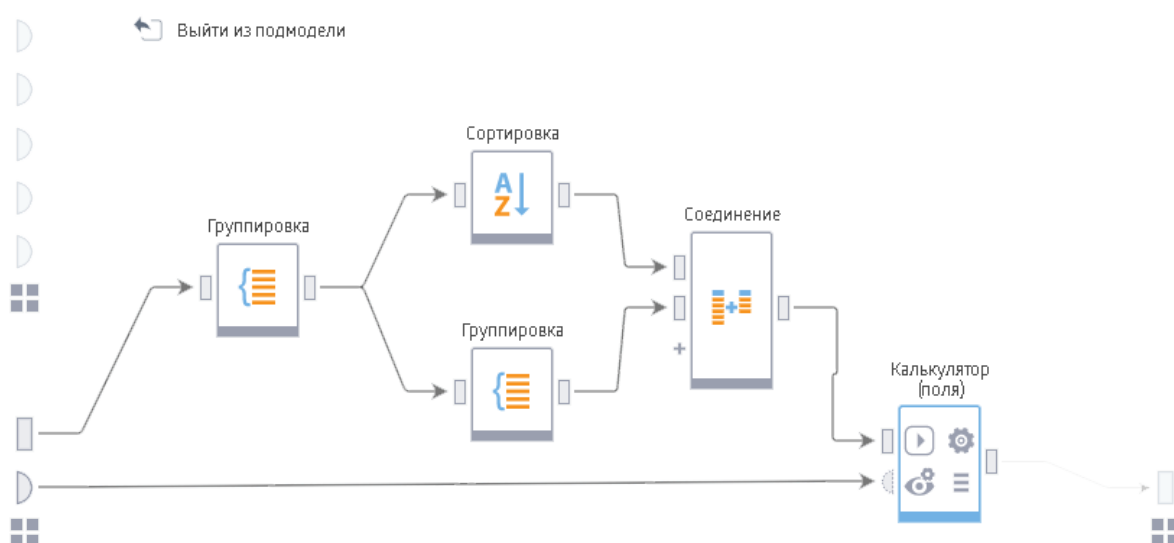 Выйти из подмодели
Сортировка
A
Z
Соединение
Группировка
Группировка
Калькулятор
(поля)